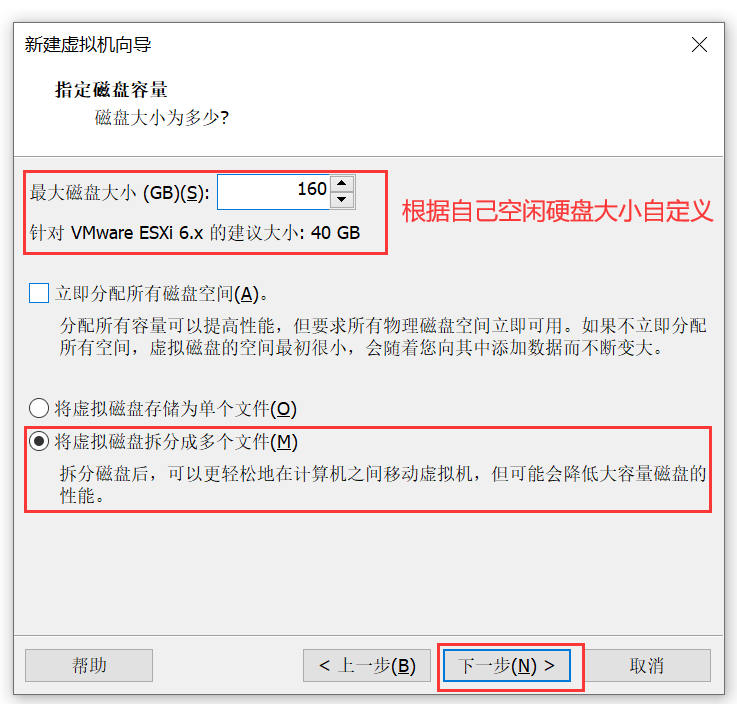 新建虚拟机向导
指定磁盘容量
磁盘大小为多少?
最大磁盘大小 (GB)(S): 160
根据自己空闲硬盘大小自定义
针对 VMware ESXi 6.x 的建议大小: 40 GB
立即分配所有磁盘空间(A)。
分配所有容量可以提高性能，但要求所有物理磁盘空间立即可用。如果不立即分配
所有空间，虚拟磁盘的空间最初很小，会随着您向其中添加数据而不断变大。
将虚拟磁盘存储为单个文件(O)
将虚拟磁盘拆分成多个文件(M)
拆分磁盘后，可以更轻松地在计算机之间移动虚拟机，但可能会降低大容量磁盘的
性能。
帮助 < 上一步(B) 下一步(N) > 取消